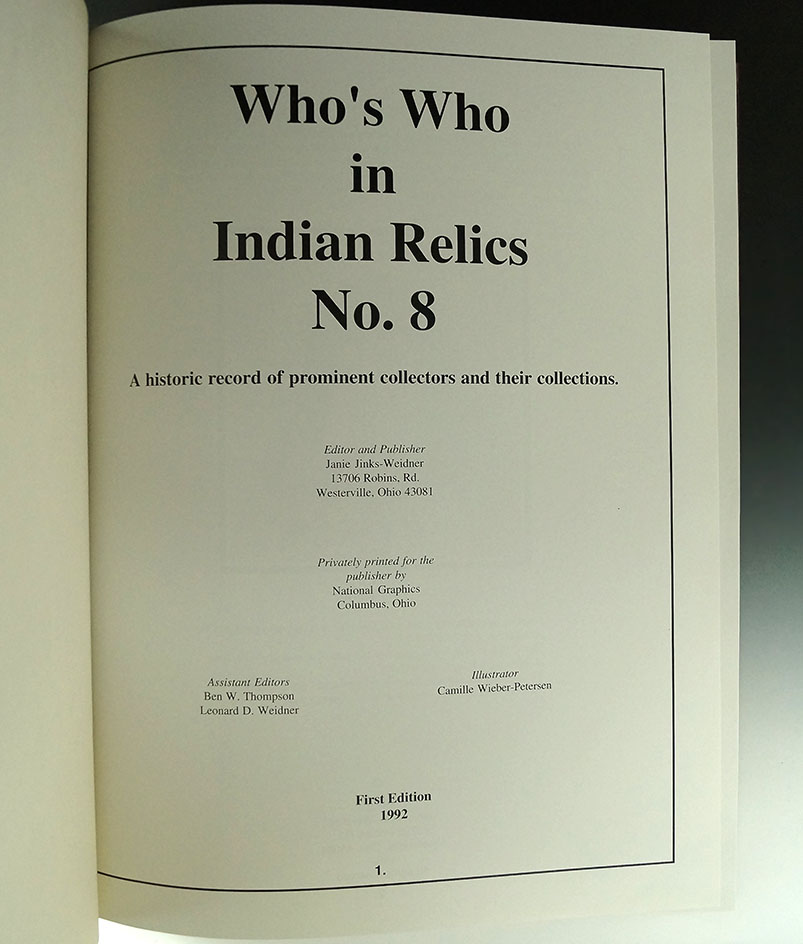 Who's Who
in
Indian Relics
No. 8
A historic record of prominent collectors and their collections.
Editor and Publisher
Janie Jinks-Weidner
13706 Robins, Rd.
Westerville, Ohio 43081
Privately printed for the
publisher by
National Graphics
Columbus, Ohio
Assistant Editors
Ben W. Thompson
Leonard D. Weidner
Illustrator
Camille Wieber-Petersen
First Edition
1992
1.